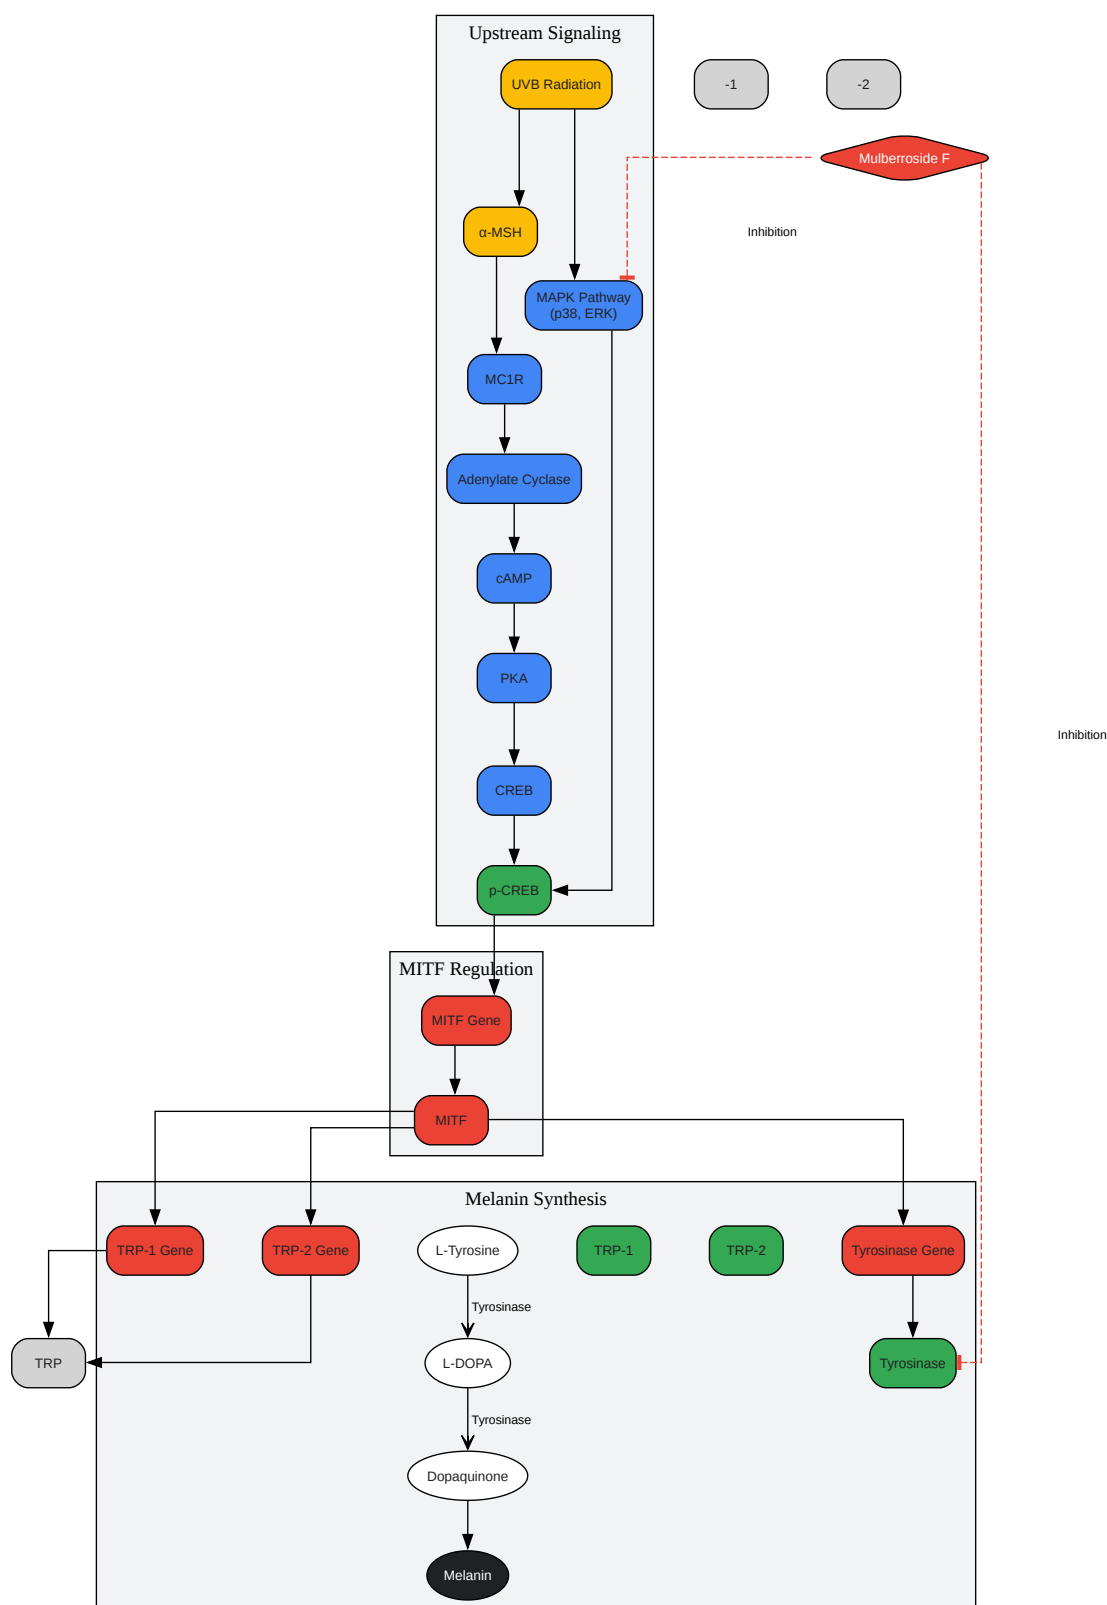 Upstream Signaling
UVB Radiation
-1
-2
Mulberroside F
α-MSH
Inhibition
MAPK Pathway
(p38, ERK)
MC1R
Adenylate Cyclase
cAMP
PKA
Inhibition
CREB
p-CREB
MITF Regulation
MITF Gene
MITF
Melanin Synthesis
TRP-1 Gene
TRP-2 Gene
L-Tyrosine
TRP-1
TRP-2
Tyrosinase Gene
Tyrosinase
TRP
L-DOPA
Tyrosinase
Tyrosinase
Dopaquinone
Melanin